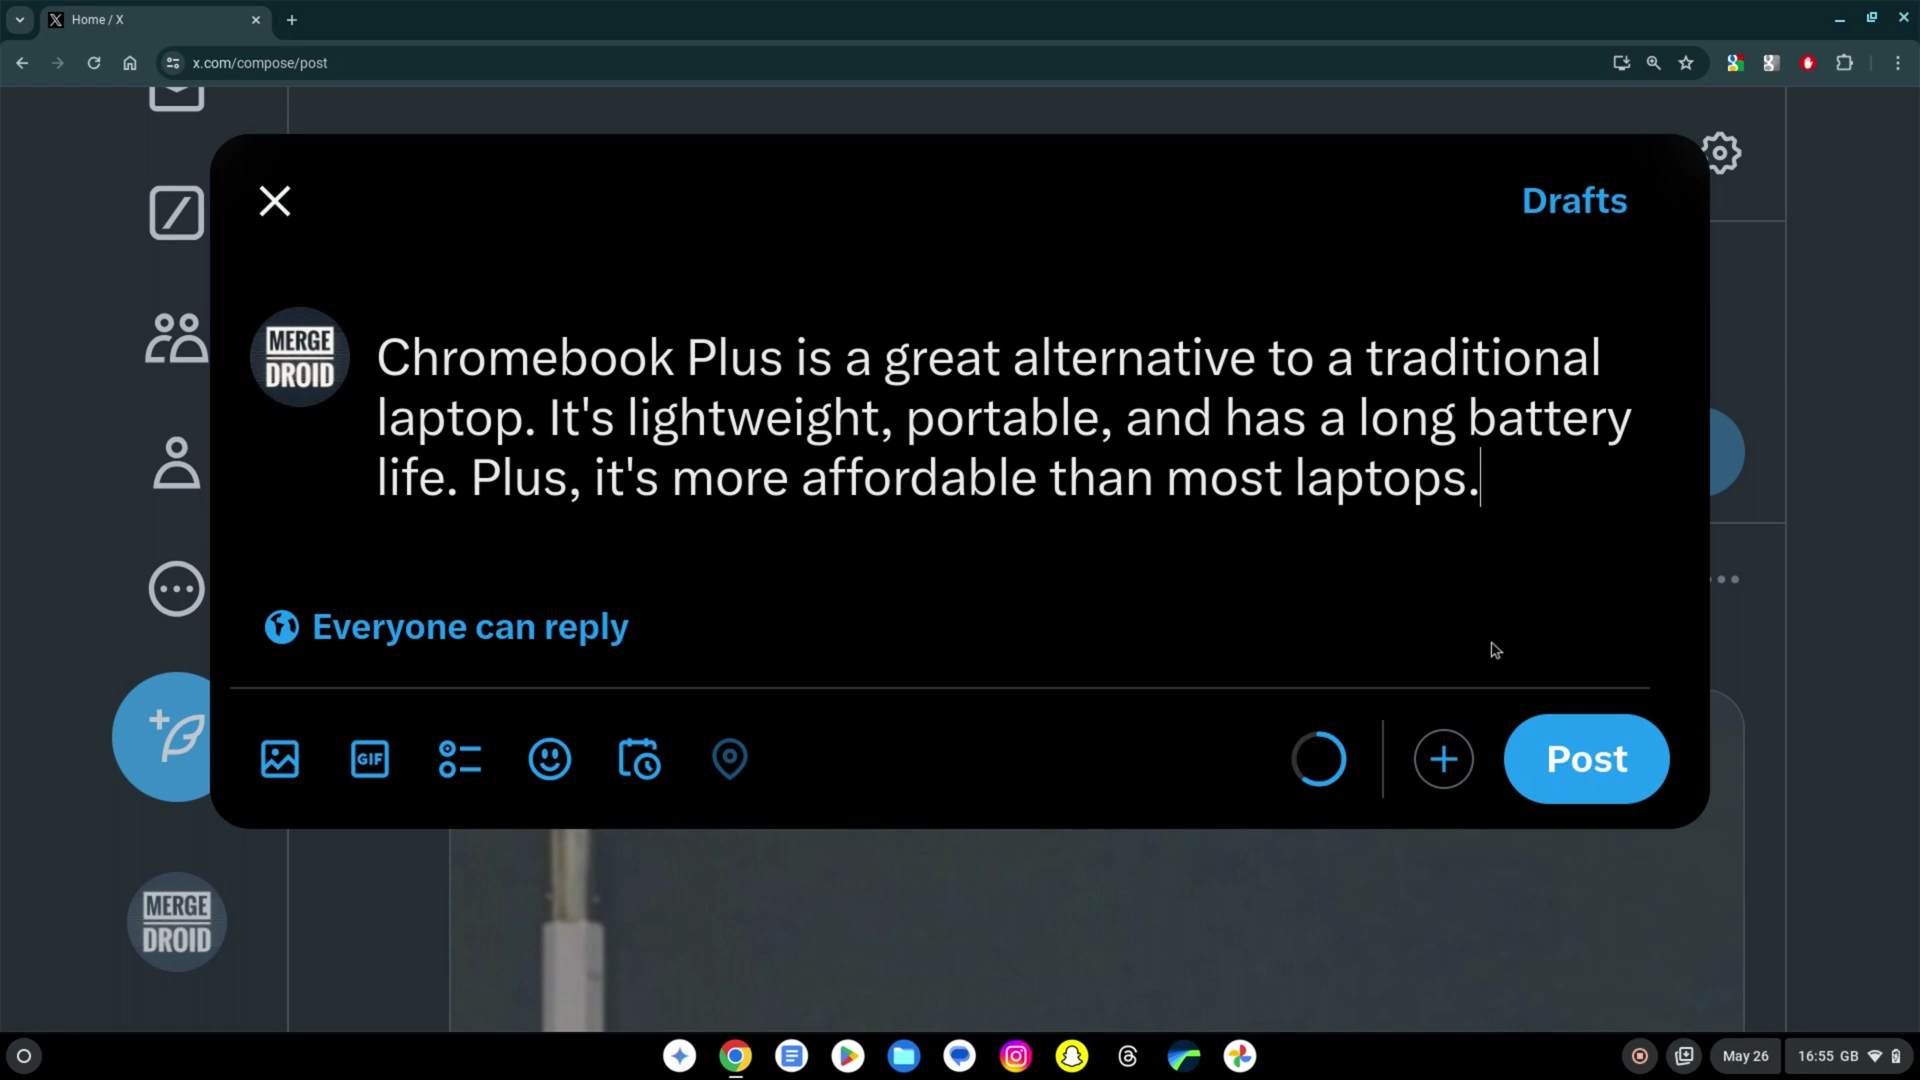 Home / X
x.com/compose/post
Drafts
MERGE
DROID
Chromebook Plus is a great alternative to a traditional
laptop. It's lightweight, portable, and has a long battery
life. Plus, it's more affordable than most laptops.
Everyone can reply
GIF
Post
MERGE
DROID
May 26
16:55 GB